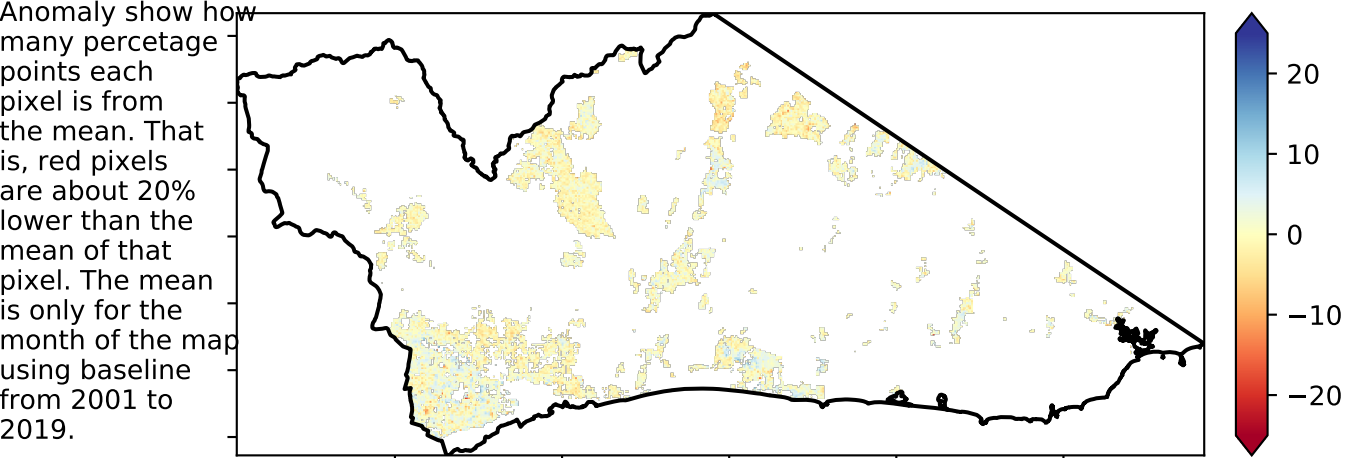 Anomaly show how
many percetage
points each
pixel is from
the mean. That
is, red pixels
are about 20%
lower than the
mean of that
pixel. The mean
is only for the
month of the map
using baseline
from 2001 to
2019.
20
10
0
−10
−20